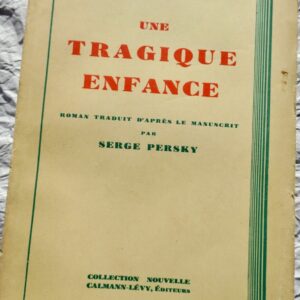 UNE
TRAGIQUE
ENFANCE
ROMAN TRADUIT D'APRÈS LE MANUSCRIT
PAR
SERGE PERSKY
COLLECTION NOUVELLE
CALMANN-LÉVY, ÉDITEURS